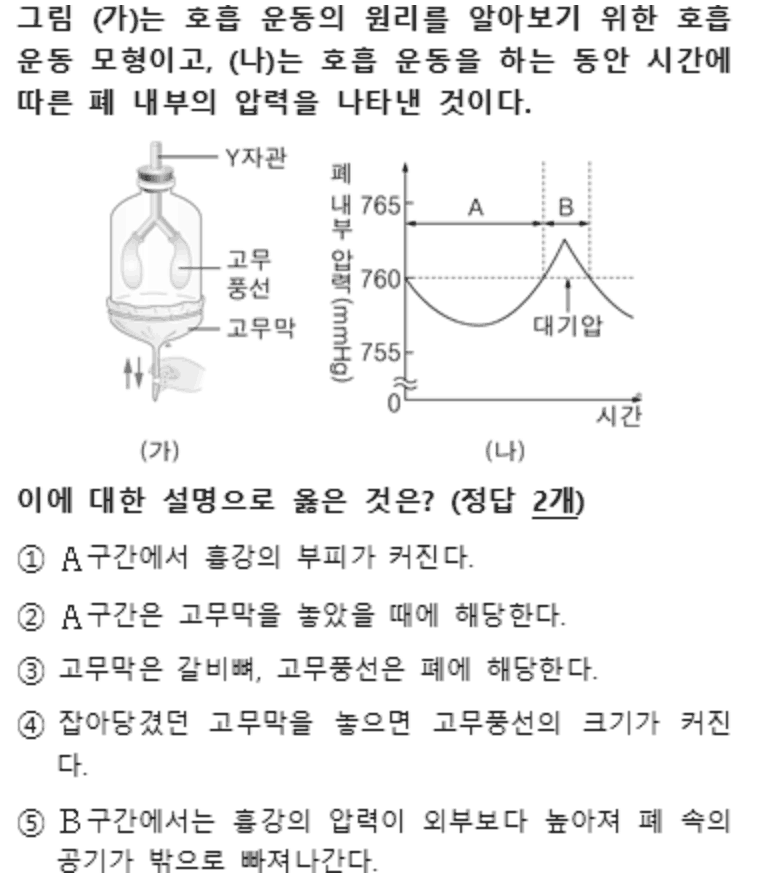 그림 (가)는 호흡 운동의 원리를 알아보기 위한 호흡
운동 모형이고, (나)는 호흡 운동을 하는 동안 시간에
따른 폐 내부의 압력을 나타낸 것이다.
Y자관
고무
풍선
고무막
(가)
폐 내부 압력(mmHg)
765
760
755
0
A
B
대기압
시간
(나)
이에 대한 설명으로 옳은 것은? (정답 2개)
① A구간에서 흉강의 부피가 커진다.
② A구간은 고무막을 놓았을 때에 해당한다.
③ 고무막은 갈비뼈, 고무풍선은 폐에 해당한다.
④ 잡아당겼던 고무막을 놓으면 고무풍선의 크기가 커진
다.
⑤ B구간에서는 흉강의 압력이 외부보다 높아져 폐 속의
공기가 밖으로 빠져나간다.